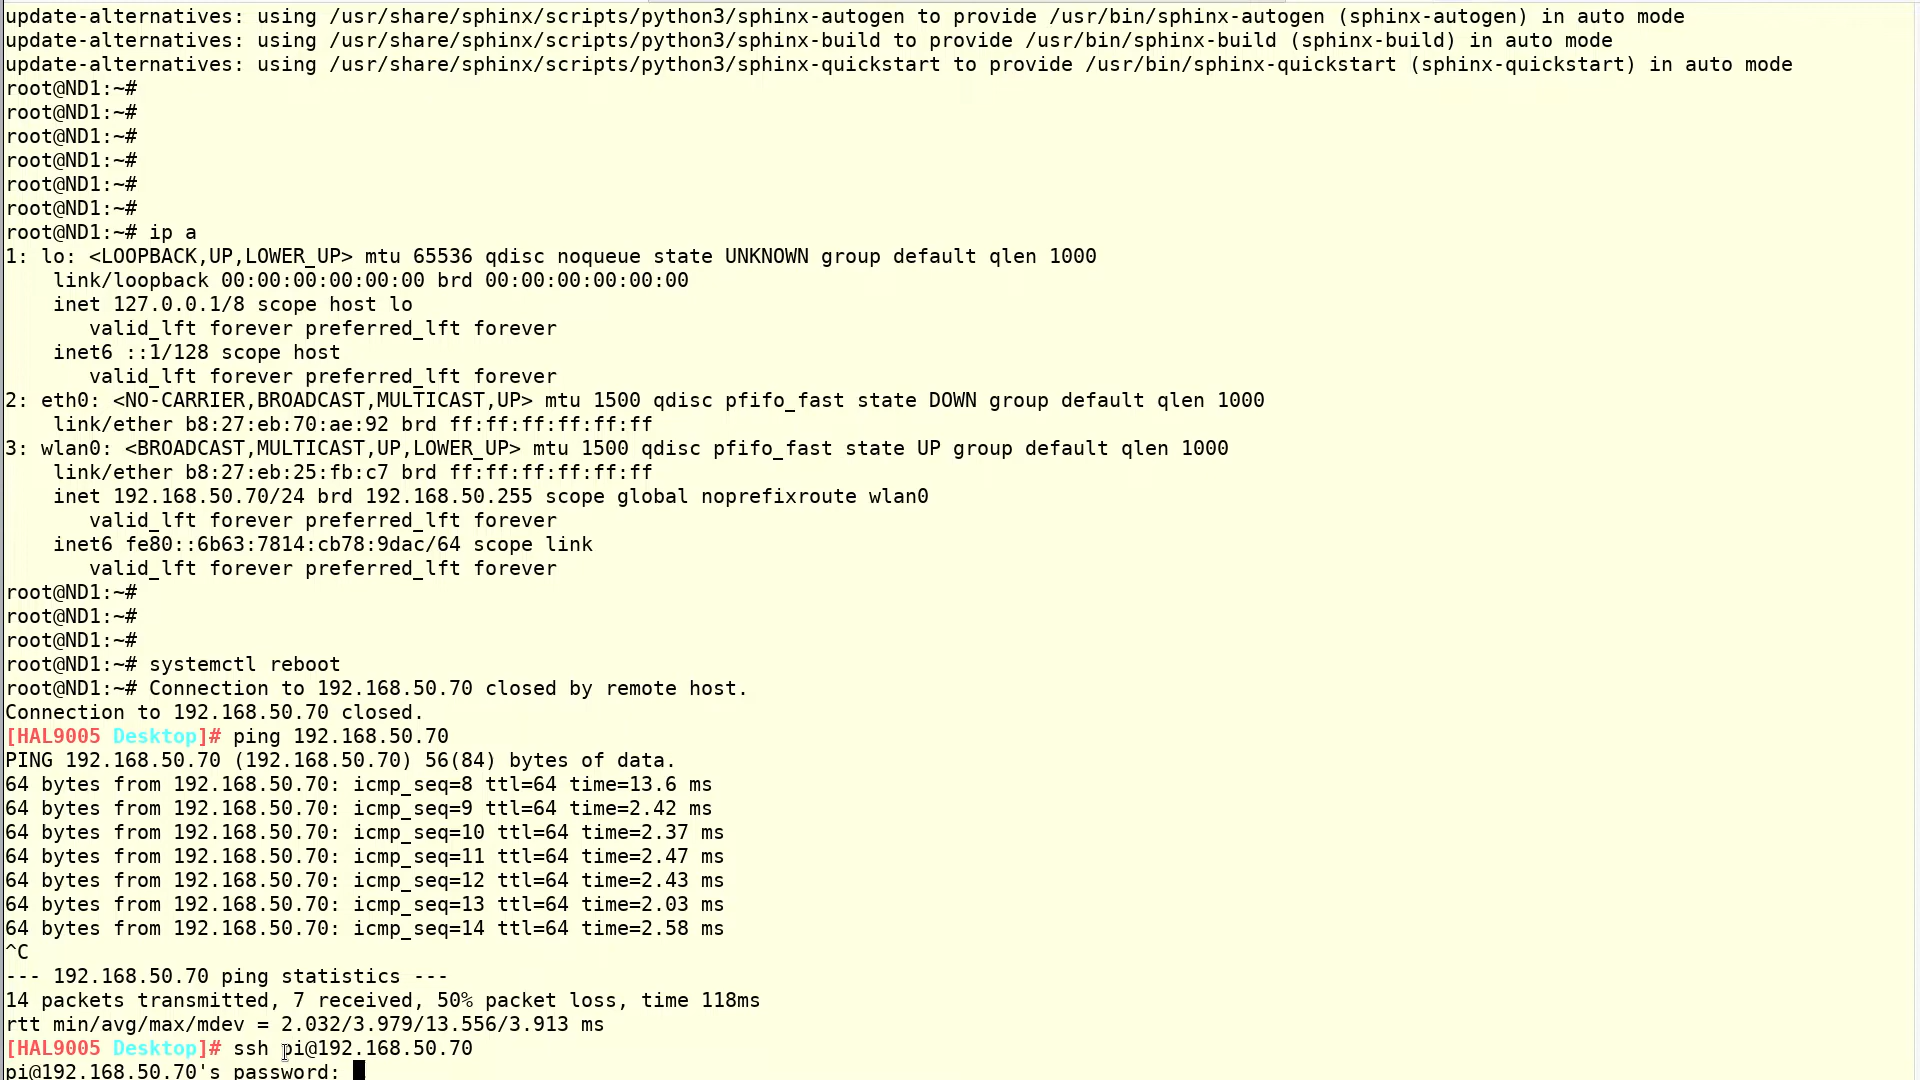 update-alternatives: using /usr/share/sphinx/scripts/python3/sphinx-autogen to provide /usr/bin/sphinx-autogen (sphinx-autogen) in auto mode
update-alternatives: using /usr/share/sphinx/scripts/python3/sphinx-build to provide /usr/bin/sphinx-build (sphinx-build) in auto mode
update-alternatives: using /usr/share/sphinx/scripts/python3/sphinx-quickstart to provide /usr/bin/sphinx-quickstart (sphinx-quickstart) in auto mode
root@ND1:~#
root@ND1:~#
root@ND1:~#
root@ND1:~#
root@ND1:~#
root@ND1:~#
root@ND1:~# ip a
1: lo: <LOOPBACK,UP,LOWER_UP> mtu 65536 qdisc noqueue state UNKNOWN group default qlen 1000
    link/loopback 00:00:00:00:00:00 brd 00:00:00:00:00:00
    inet 127.0.0.1/8 scope host lo
       valid_lft forever preferred_lft forever
    inet6 ::1/128 scope host
       valid_lft forever preferred_lft forever
2: eth0: <NO-CARRIER,BROADCAST,MULTICAST,UP> mtu 1500 qdisc pfifo_fast state DOWN group default qlen 1000
    link/ether b8:27:eb:70:ae:92 brd ff:ff:ff:ff:ff:ff
3: wlan0: <BROADCAST,MULTICAST,UP,LOWER_UP> mtu 1500 qdisc pfifo_fast state UP group default qlen 1000
    link/ether b8:27:eb:25:fb:c7 brd ff:ff:ff:ff:ff:ff
    inet 192.168.50.70/24 brd 192.168.50.255 scope global noprefixroute wlan0
       valid_lft forever preferred_lft forever
    inet6 fe80::6b63:7814:cb78:9dac/64 scope link
       valid_lft forever preferred_lft forever
root@ND1:~#
root@ND1:~#
root@ND1:~#
root@ND1:~# systemctl reboot
root@ND1:~# Connection to 192.168.50.70 closed by remote host.
Connection to 192.168.50.70 closed.
[HAL9005 Desktop]# ping 192.168.50.70
PING 192.168.50.70 (192.168.50.70) 56(84) bytes of data.
64 bytes from 192.168.50.70: icmp_seq=8 ttl=64 time=13.6 ms
64 bytes from 192.168.50.70: icmp_seq=9 ttl=64 time=2.42 ms
64 bytes from 192.168.50.70: icmp_seq=10 ttl=64 time=2.37 ms
64 bytes from 192.168.50.70: icmp_seq=11 ttl=64 time=2.47 ms
64 bytes from 192.168.50.70: icmp_seq=12 ttl=64 time=2.43 ms
64 bytes from 192.168.50.70: icmp_seq=13 ttl=64 time=2.03 ms
64 bytes from 192.168.50.70: icmp_seq=14 ttl=64 time=2.58 ms
^C
--- 192.168.50.70 ping statistics ---
14 packets transmitted, 7 received, 50% packet loss, time 118ms
rtt min/avg/max/mdev = 2.032/3.979/13.556/3.913 ms
[HAL9005 Desktop]# ssh pi@192.168.50.70
pi@192.168.50.70's password: